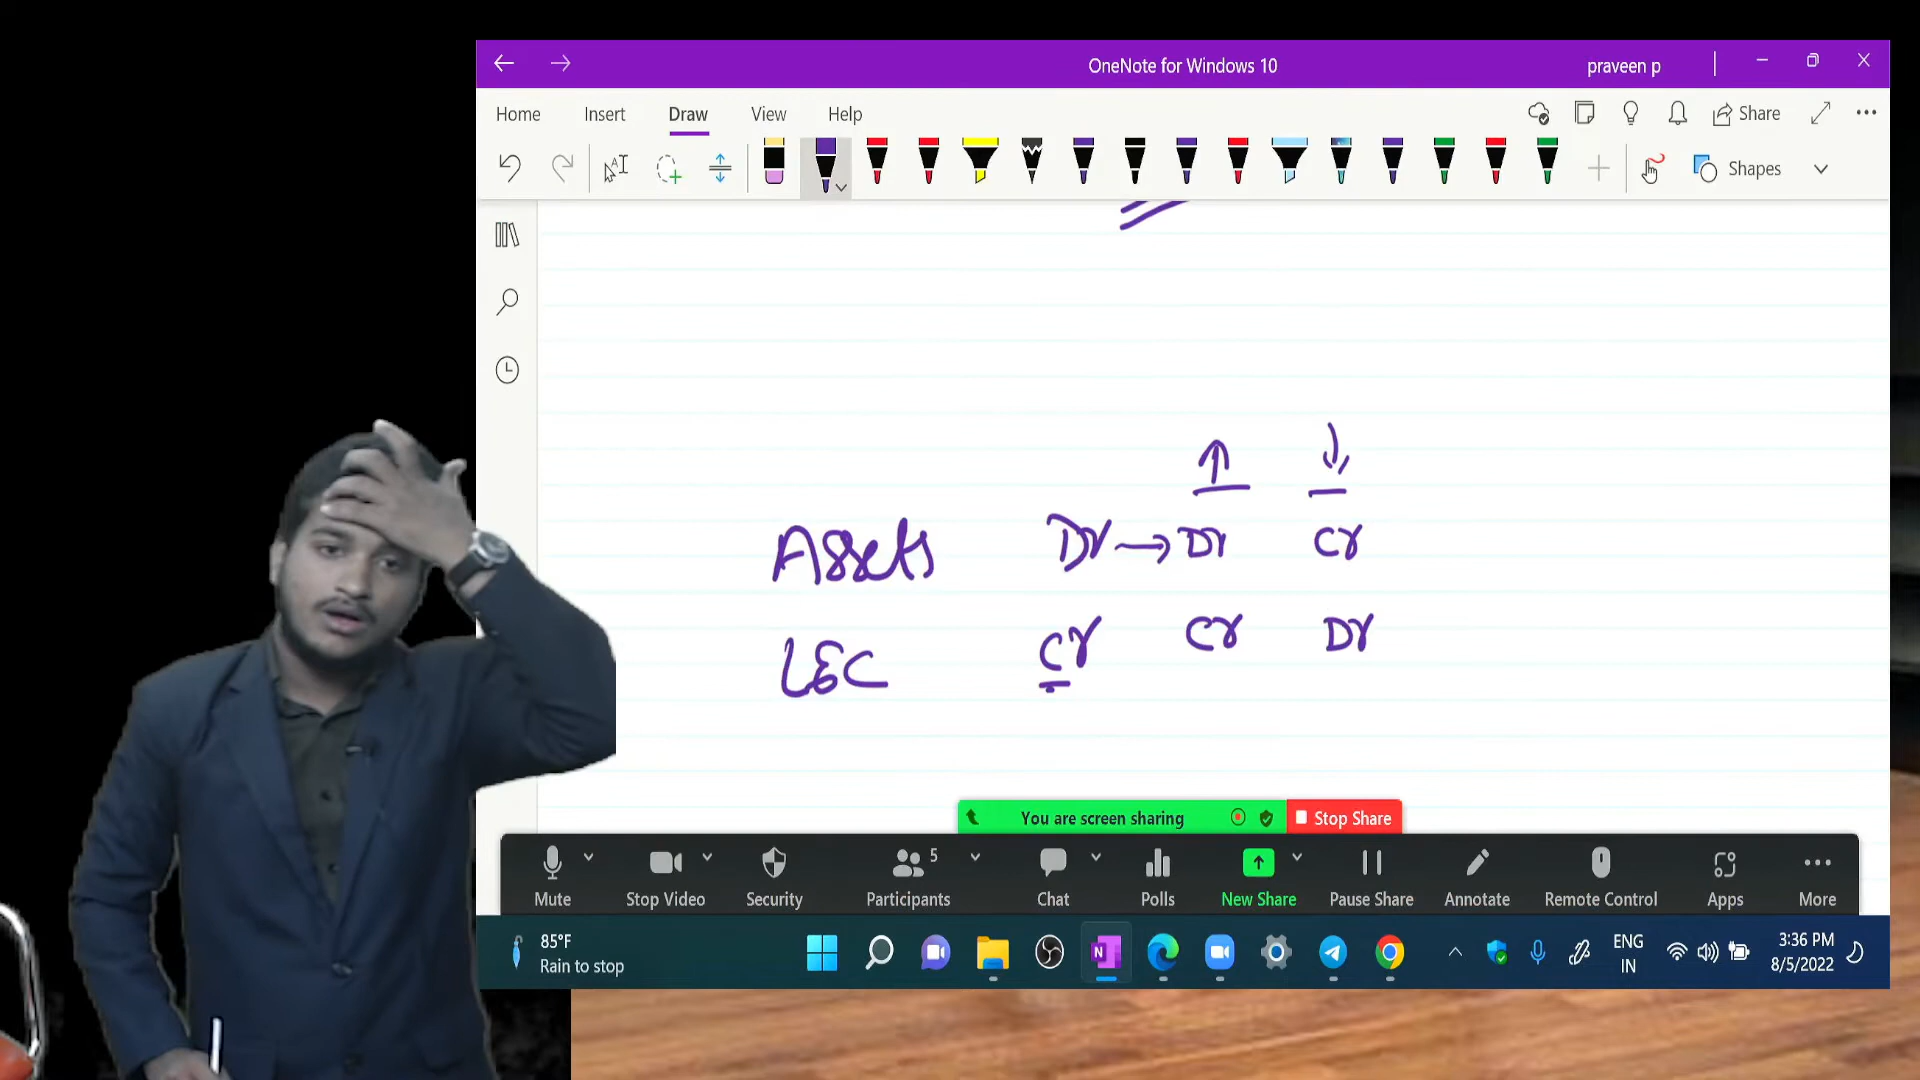 OneNote for Windows 10
praveen p
Home Insert Draw View Help
Share
Shapes
Assets Dr → Dr Cr
L&C Cr Cr Dr
You are screen sharing
Stop Share
5
Mute Stop Video Security Participants Chat Polls New Share Pause Share Annotate Remote Control Apps More
85°F
Rain to stop
N
ENG
IN
3:36 PM
8/5/2022